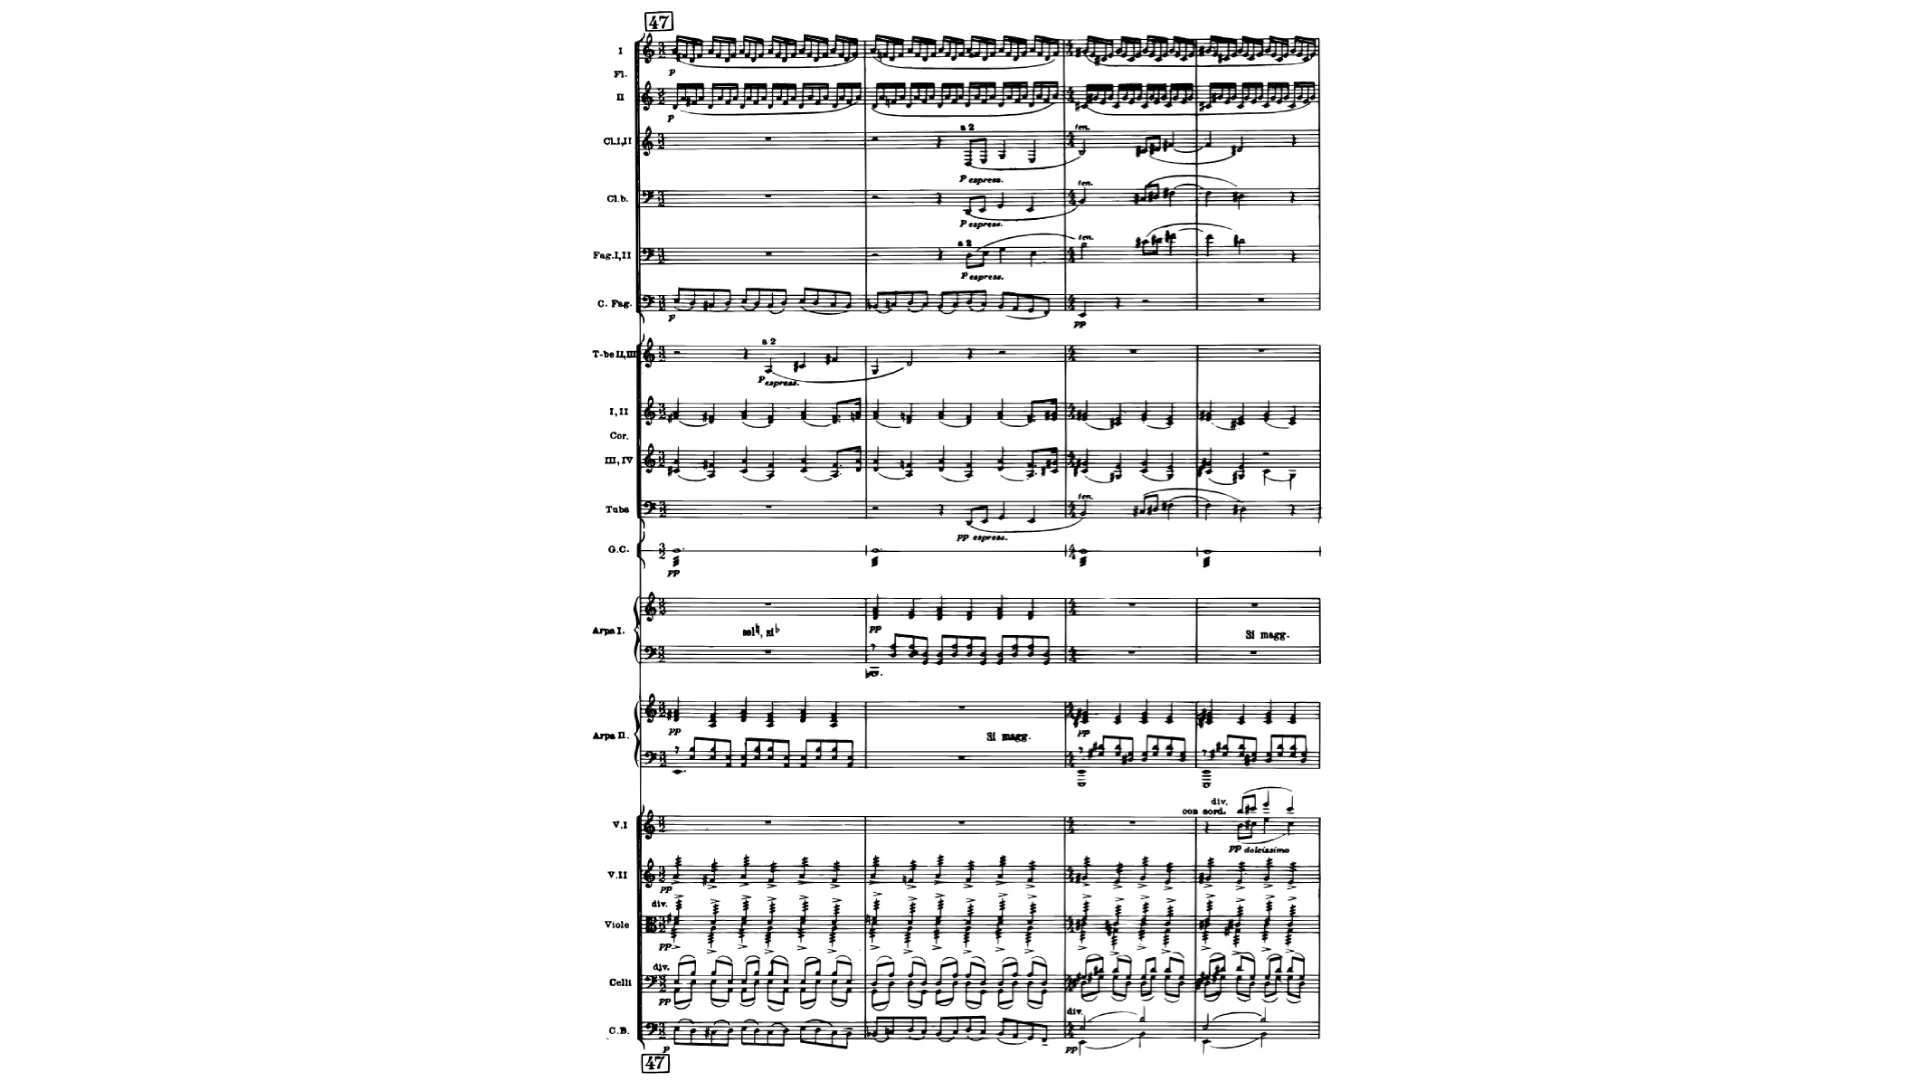 47
I
Fl.
p
II
p
Cl.I,II
a 2
ten.
p espress.
Cl.b.
ten.
p espress.
Fag.I,II
a 2
ten.
p espress.
C. Fag.
p
pp
T-be II,III
a 2
p espress.
I, II
Cor.
III, IV
Tuba
ten.
pp espress.
G.C.
pp
Arpa I.
sol♮, si♭
pp
Si magg.
Arpa II.
pp
Si magg.
pp
V.I
div.
con sord.
pp dolcissimo
V.II
pp
div.
Viole
pp
div.
Celli
pp
div.
C.B.
p
pp
47